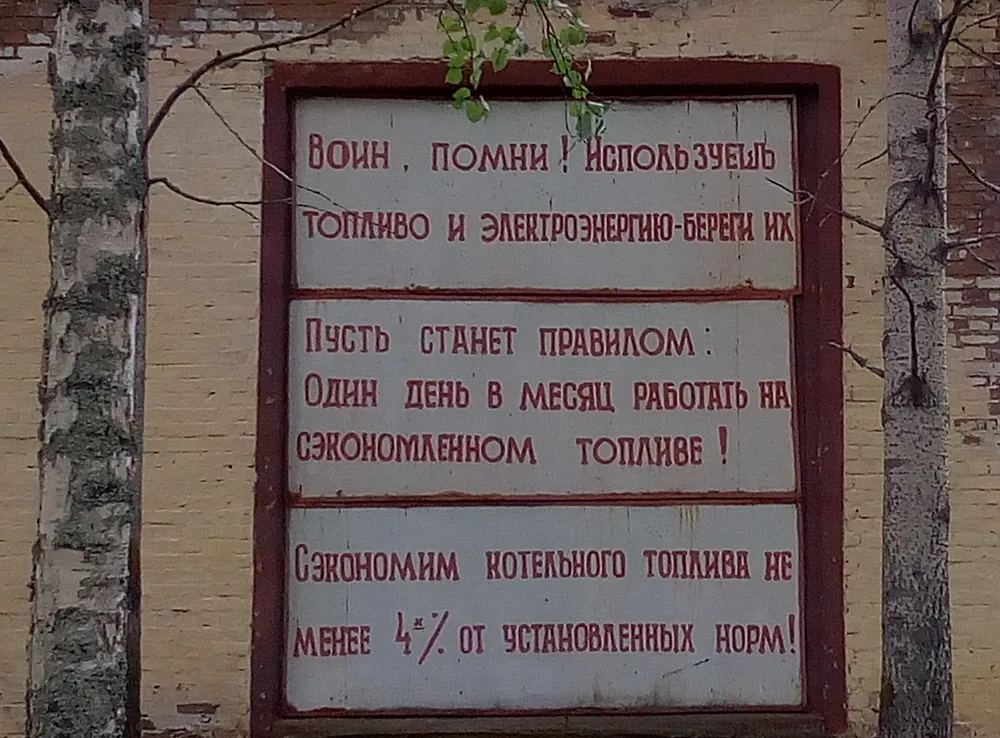 Воин, помни! Используешь
топливо и электроэнергию-береги их
Пусть станет правилом:
Один день в месяц работать на
сэкономленном топливе!
Сэкономим котельного топлива не
менее 4-х% от установленных норм!